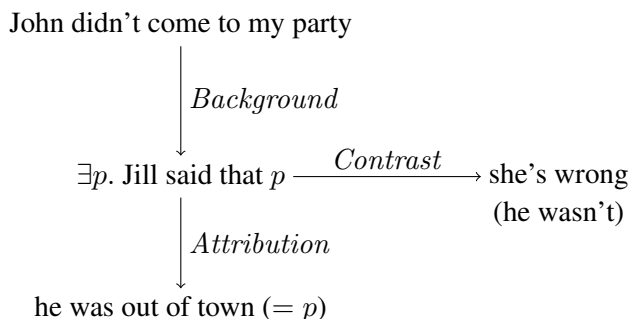 John didn't come to my party
Background
∃p. Jill said that p
Contrast
she's wrong
(he wasn't)
Attribution
he was out of town (= p)